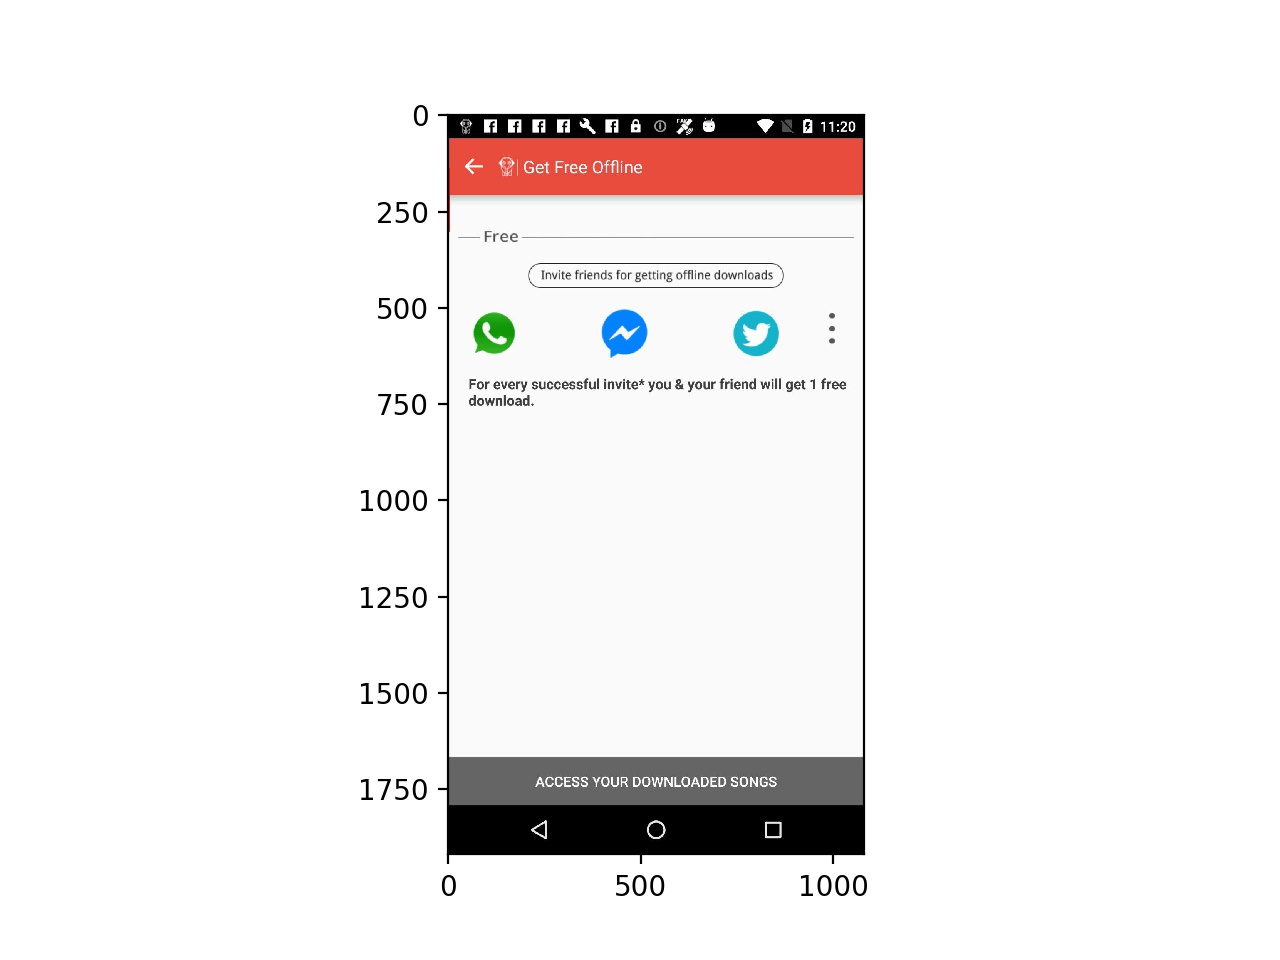 0
250
500
750
1000
1250
1500
1750
0
500
1000
11:20
Get Free Offline
Free
Invite friends for getting offline downloads
For every successful invite* you & your friend will get 1 free
download.
ACCESS YOUR DOWNLOADED SONGS